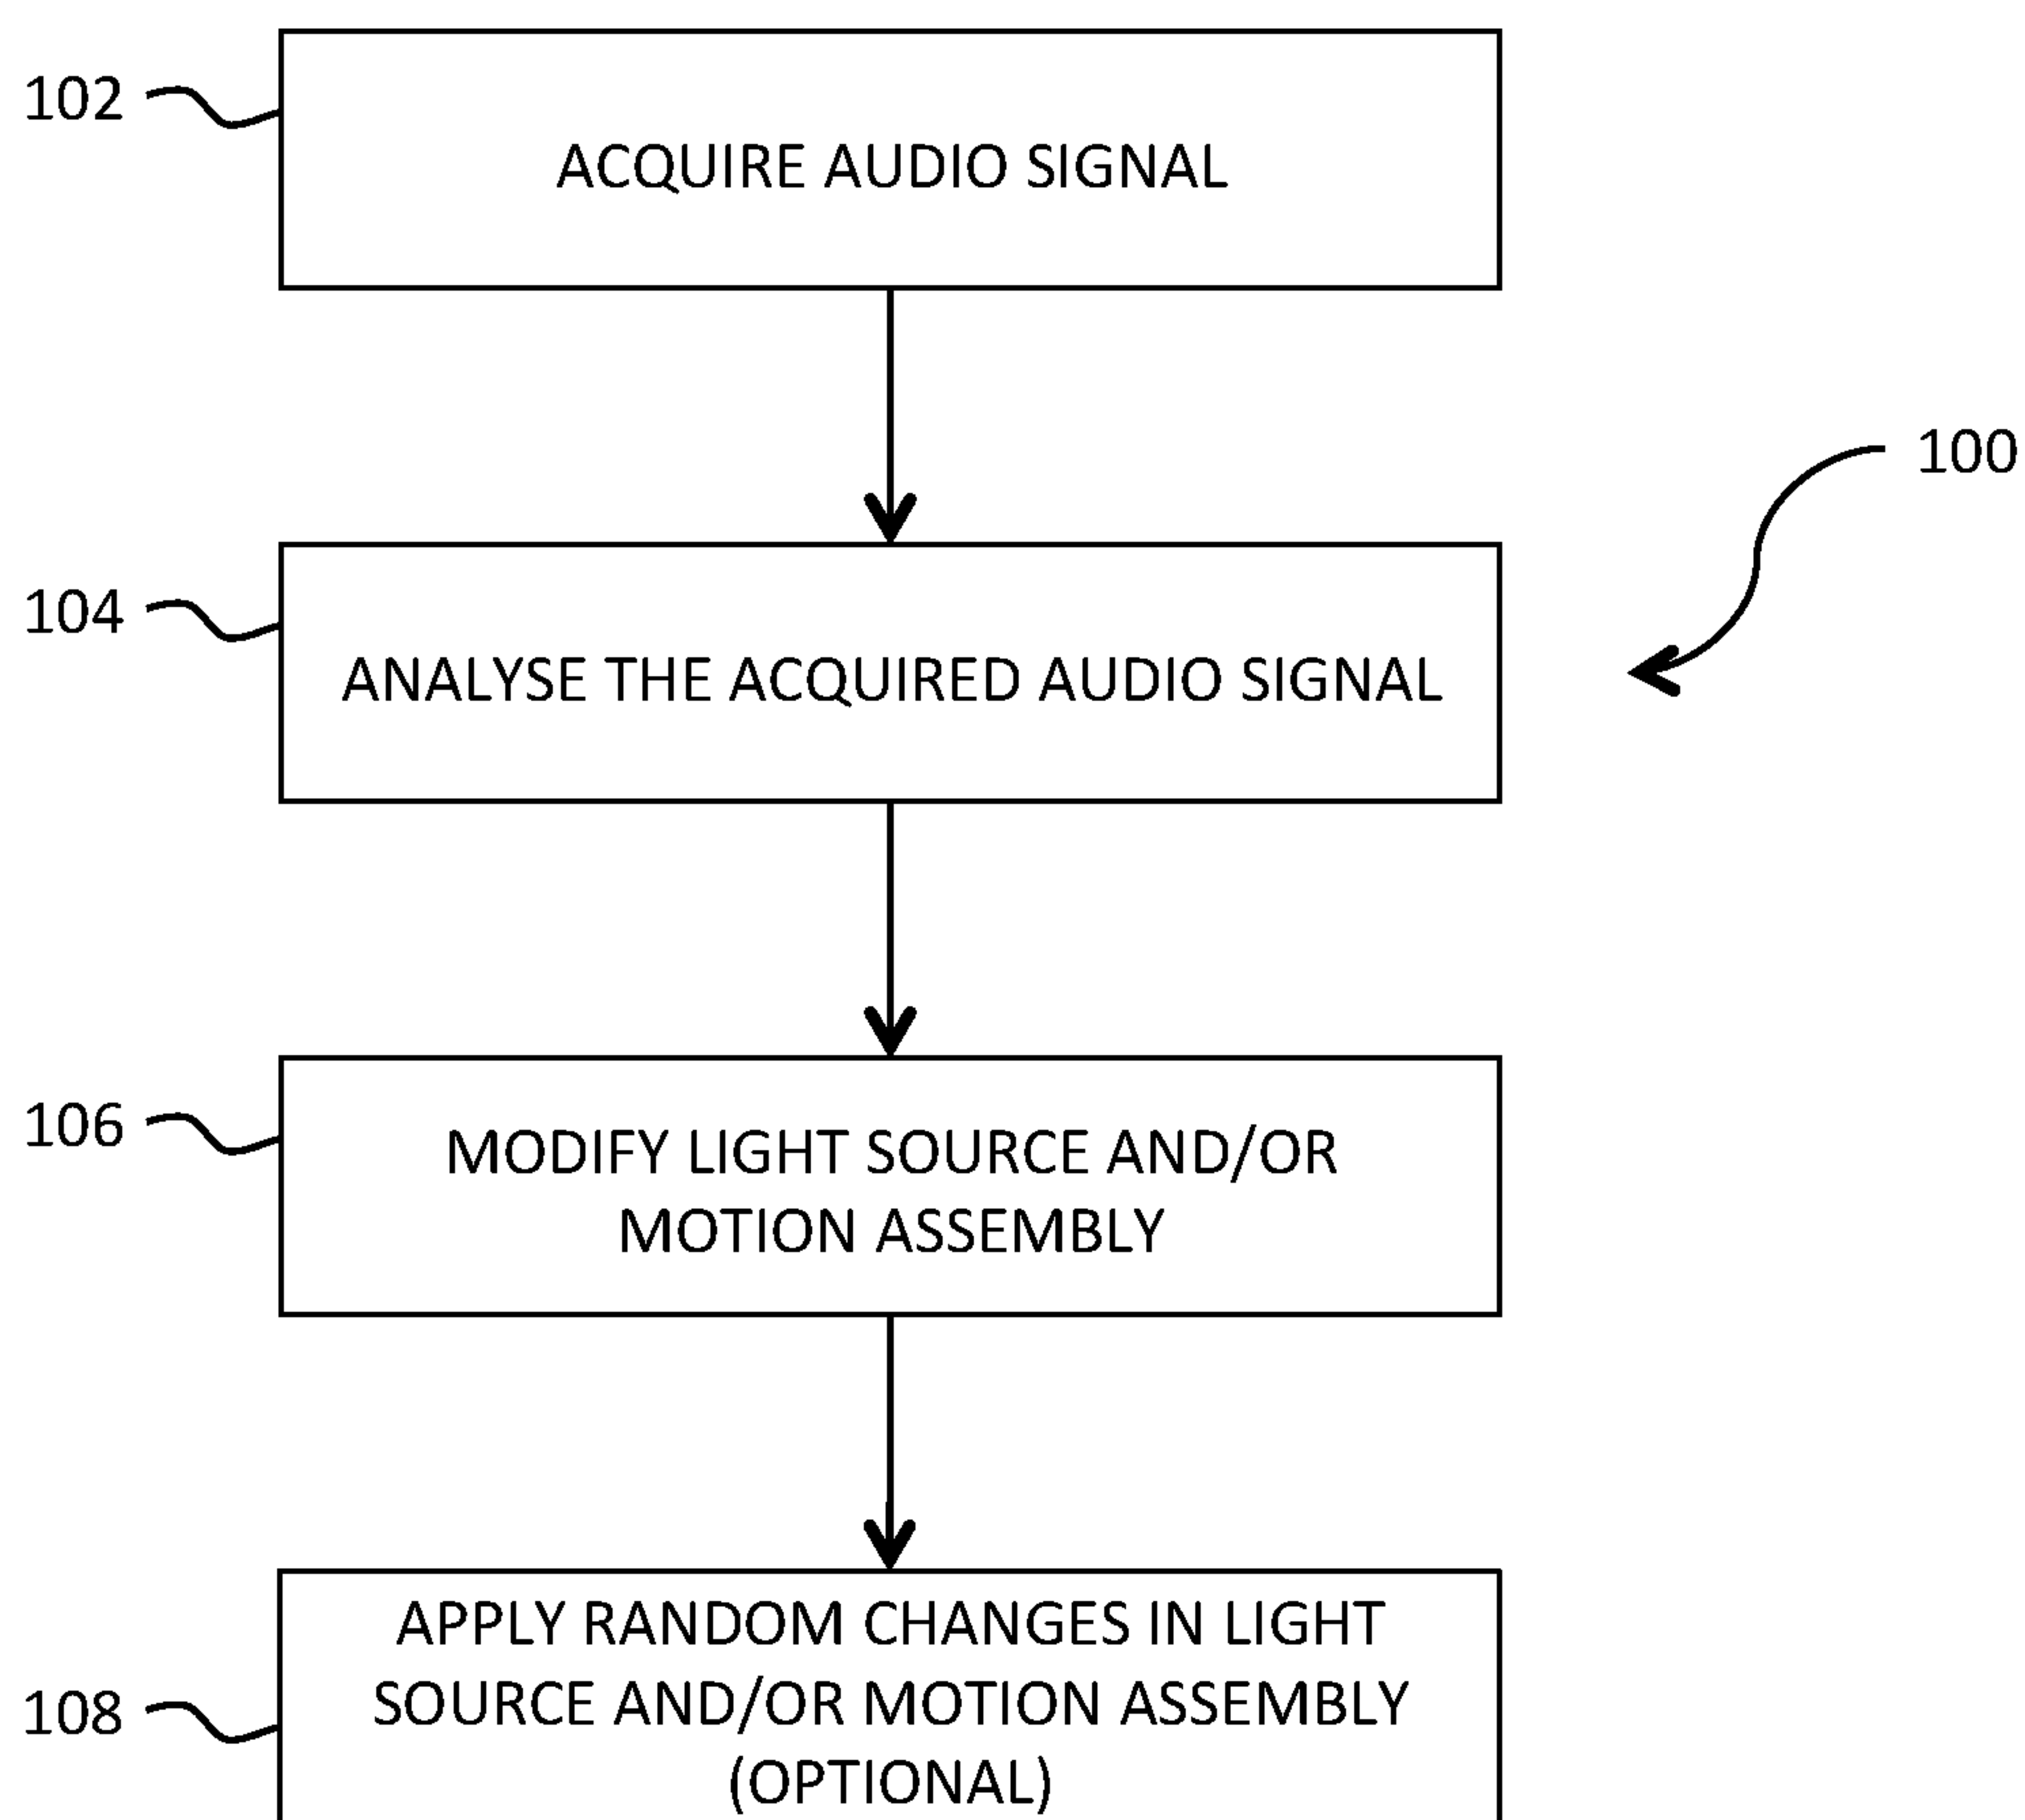 102
ACQUIRE AUDIO SIGNAL
100
104
ANALYSE THE ACQUIRED AUDIO SIGNAL
106
MODIFY LIGHT SOURCE AND/OR
MOTION ASSEMBLY
108
APPLY RANDOM CHANGES IN LIGHT
SOURCE AND/OR MOTION ASSEMBLY
(OPTIONAL)